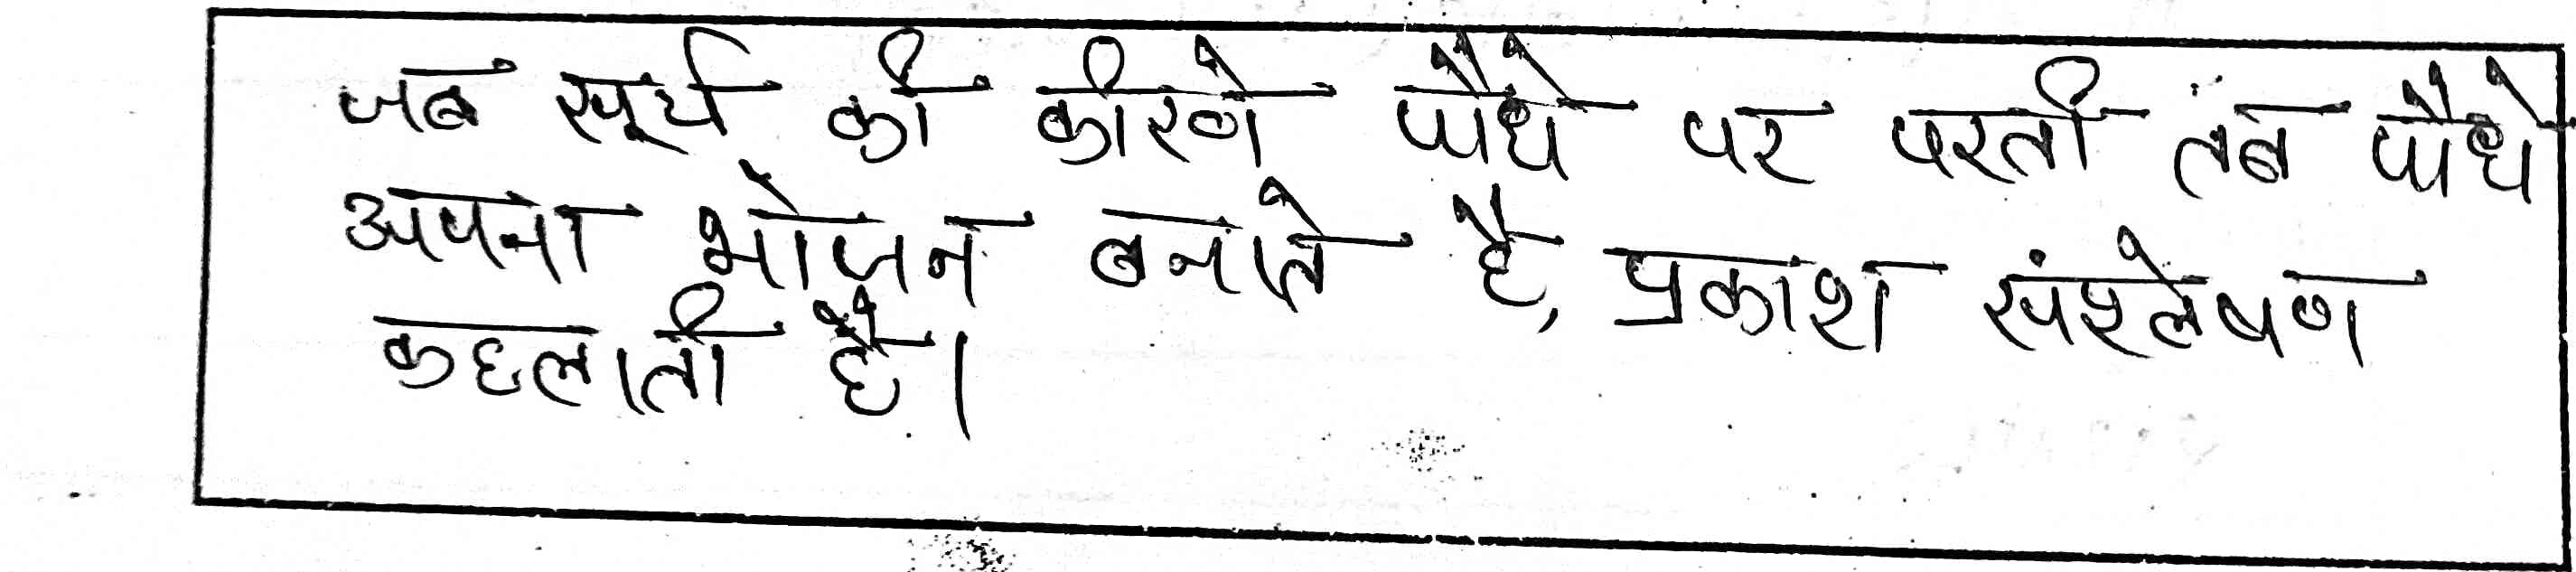 जब सूर्य की कीरणे पौधे पर परती तब पौधे
अपना भोजन बनाते है, प्रकाश संश्लेषण
कहलाती है।